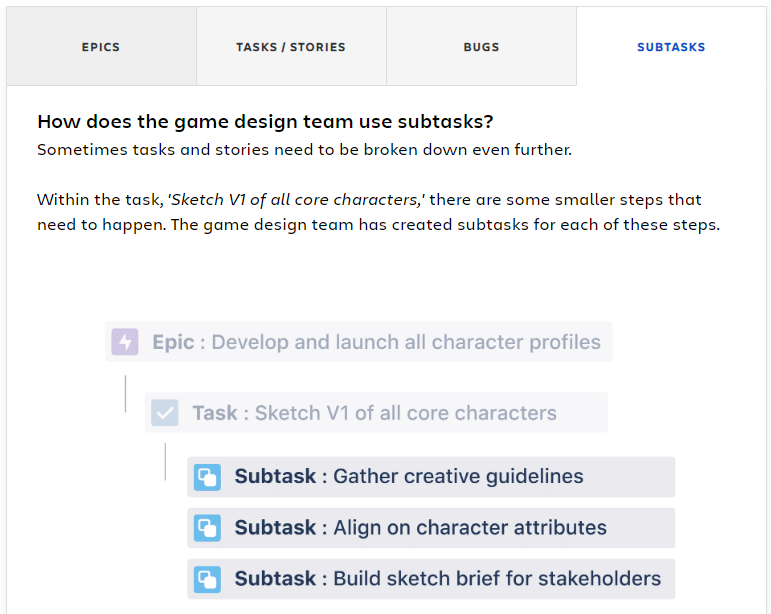 EPICS
TASKS / STORIES
BUGS
SUBTASKS
How does the game design team use subtasks?
Sometimes tasks and stories need to be broken down even further.
Within the task, 'Sketch V1 of all core characters,' there are some smaller steps that
need to happen. The game design team has created subtasks for each of these steps.
Epic : Develop and launch all character profiles
Task : Sketch V1 of all core characters
Subtask : Gather creative guidelines
Subtask : Align on character attributes
Subtask : Build sketch brief for stakeholders